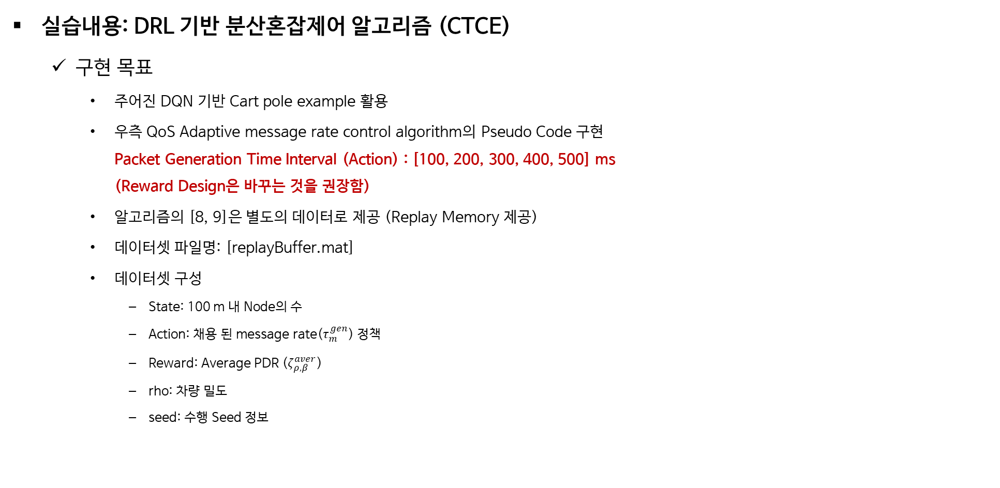 ▪ 실습내용: DRL 기반 분산혼잡제어 알고리즘 (CTCE)
✓ 구현 목표
• 주어진 DQN 기반 Cart pole example 활용
• 우측 QoS Adaptive message rate control algorithm의 Pseudo Code 구현
Packet Generation Time Interval (Action) : [100, 200, 300, 400, 500] ms
(Reward Design은 바꾸는 것을 권장함)
• 알고리즘의 [8, 9]은 별도의 데이터로 제공 (Replay Memory 제공)
• 데이터셋 파일명: [replayBuffer.mat]
• 데이터셋 구성
– State: 100 m 내 Node의 수
– Action: 채용 된 message rate(τ_m^{gen}) 정책
– Reward: Average PDR (ζ_{ρ,β}^{aver})
– rho: 차량 밀도
– seed: 수행 Seed 정보